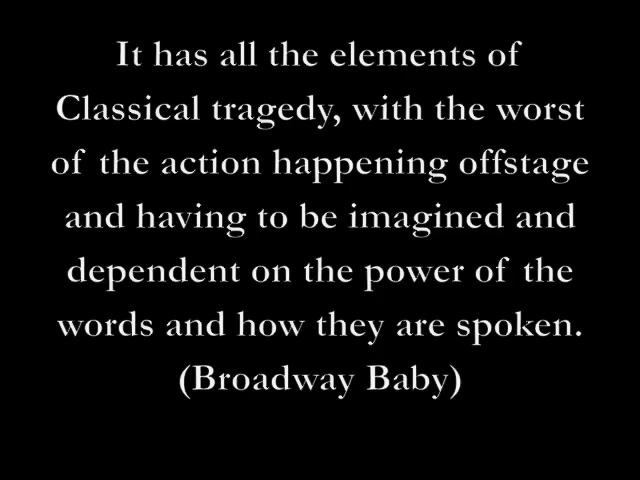 It has all the elements of
Classical tragedy, with the worst
of the action happening offstage
and having to be imagined and
dependent on the power of the
words and how they are spoken.
(Broadway Baby)